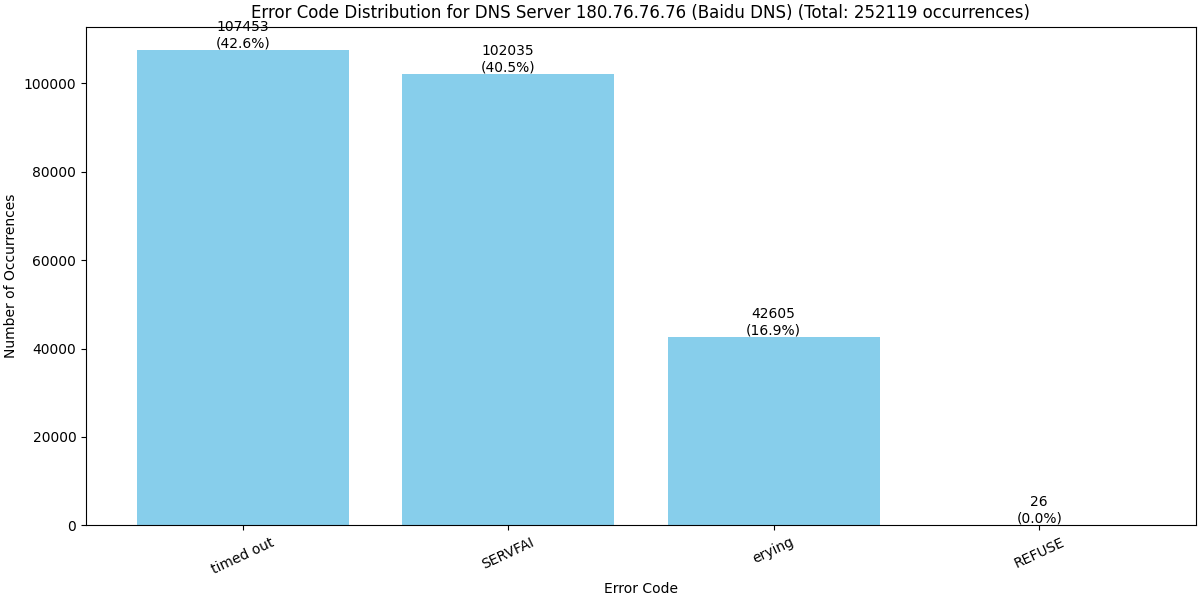 Error Code Distribution for DNS Server 180.76.76.76 (Baidu DNS) (Total: 252119 occurrences)
107453
(42.6%)
102035
(40.5%)
42605
(16.9%)
26
(0.0%)
100000
80000
60000
40000
20000
0
Number of Occurrences
timed out
SERVFAI
erying
REFUSE
Error Code